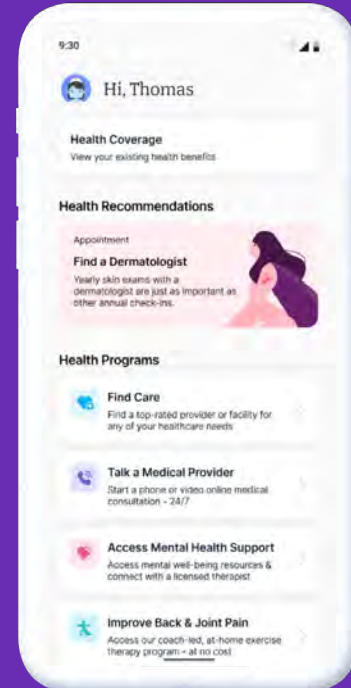 9:30
Hi, Thomas
Health Coverage
View your existing health benefits
Health Recommendations
Appointment
Find a Dermatologist
Yearly skin exams with a
dermatologist are just as important as
other annual check-ins.
Health Programs
Find Care
Find a top-rated provider or facility for
any of your healthcare needs
Talk a Medical Provider
Start a phone or video online medical
consultation - 24/7
Access Mental Health Support
Access mental well-being resources &
connect with a licensed therapist
Improve Back & Joint Pain
Access our coach-led, at-home exercise
therapy program - at no cost